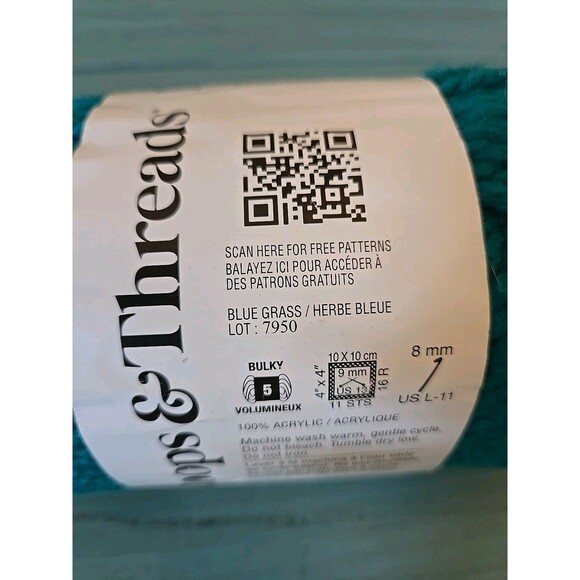 ops & Threads
SCAN HERE FOR FREE PATTERNS
BALAYEZ ICI POUR ACCÉDER À
DES PATRONS GRATUITS
BLUE GRASS / HERBE BLEUE
LOT : 7950
BULKY
5
VOLUMINEUX
10 X 10 cm
4" x 4"
9 mm
US 13
16 R
11 STS
8 mm
US L-11
100% ACRYLIC / ACRYLIQUE
Machine wash warm, gentle cycle.
Do not bleach. Tumble dry low.
Do not iron.